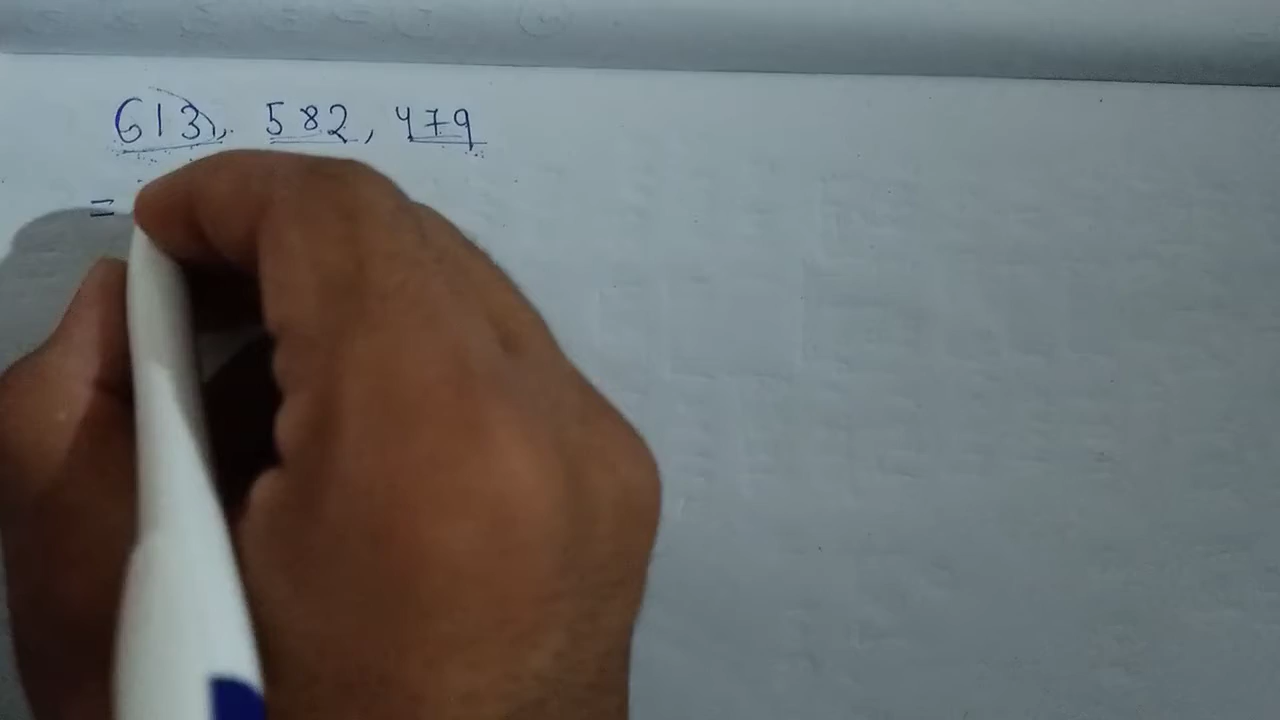 613, 582, 479
=